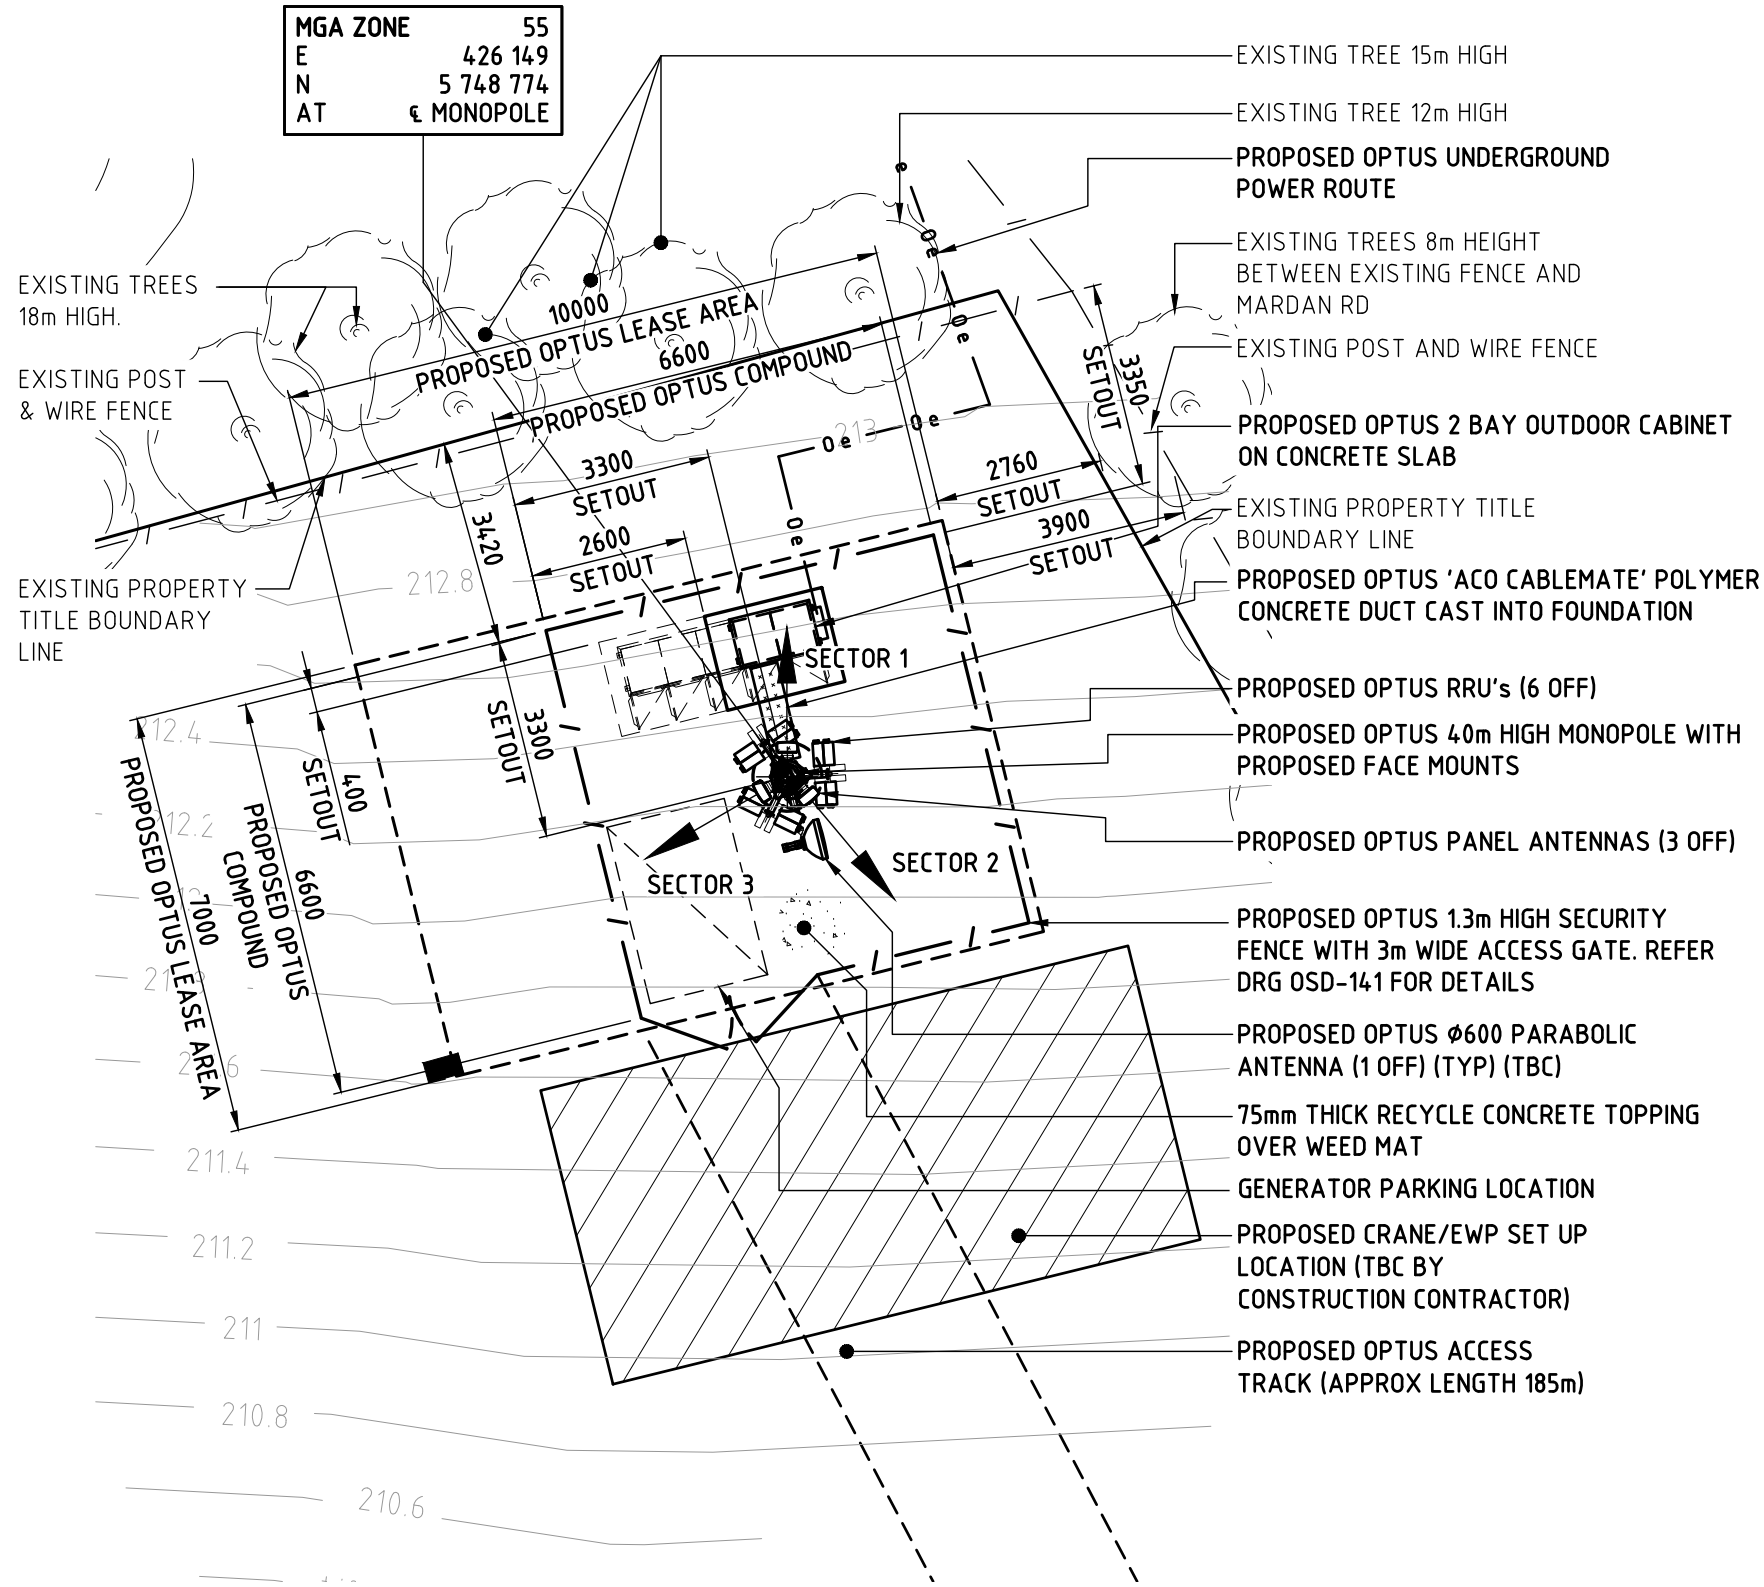 MGA ZONE 55
E 426 149
N 5 748 774
AT ℄ MONOPOLE
EXISTING TREES
18m HIGH.
EXISTING POST
& WIRE FENCE
EXISTING PROPERTY
TITLE BOUNDARY
LINE
10000
PROPOSED OPTUS LEASE AREA
6600
PROPOSED OPTUS COMPOUND
3300
SETOUT
2600
SETOUT
3420
3300
SETOUT
2760
SETOUT
3900
SETOUT
3350
SETOUT
400
SETOUT
6600
PROPOSED OPTUS
COMPOUND
7000
PROPOSED OPTUS LEASE AREA
e
Oe
Oe
Oe
Oe
Oe
213
212.8
212.4
212.2
211.4
211.2
211
210.8
210.6
SECTOR 1
SECTOR 2
SECTOR 3
EXISTING TREE 15m HIGH
EXISTING TREE 12m HIGH
PROPOSED OPTUS UNDERGROUND
POWER ROUTE
EXISTING TREES 8m HEIGHT
BETWEEN EXISTING FENCE AND
MARDAN RD
EXISTING POST AND WIRE FENCE
PROPOSED OPTUS 2 BAY OUTDOOR CABINET
ON CONCRETE SLAB
EXISTING PROPERTY TITLE
BOUNDARY LINE
PROPOSED OPTUS 'ACO CABLEMATE' POLYMER
CONCRETE DUCT CAST INTO FOUNDATION
PROPOSED OPTUS RRU's (6 OFF)
PROPOSED OPTUS 40m HIGH MONOPOLE WITH
PROPOSED FACE MOUNTS
PROPOSED OPTUS PANEL ANTENNAS (3 OFF)
PROPOSED OPTUS 1.3m HIGH SECURITY
FENCE WITH 3m WIDE ACCESS GATE. REFER
DRG OSD-141 FOR DETAILS
PROPOSED OPTUS Ø600 PARABOLIC
ANTENNA (1 OFF) (TYP) (TBC)
75mm THICK RECYCLE CONCRETE TOPPING
OVER WEED MAT
GENERATOR PARKING LOCATION
PROPOSED CRANE/EWP SET UP
LOCATION (TBC BY
CONSTRUCTION CONTRACTOR)
PROPOSED OPTUS ACCESS
TRACK (APPROX LENGTH 185m)